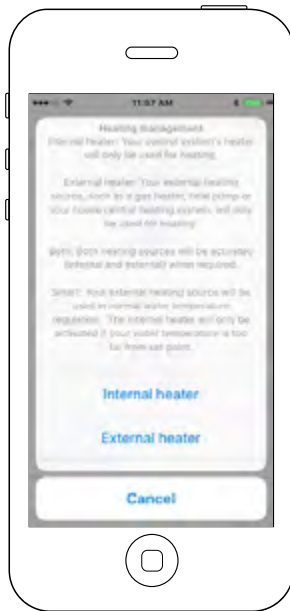 11:57 AM
Heating management
Internal heater: Your control system's heater
will only be used for heating.
External heater: Your external heating
source, such as a gas heater, heat pump or
your house central heating system, will only
be used for heating.
Both: Both heating sources will be activated
(internal and external) when required.
Smart: Your external heating source will be
used in normal water temperature
regulation. The internal heater will only be
activated if your water temperature is too
far from set point.
Internal heater
External heater
Cancel